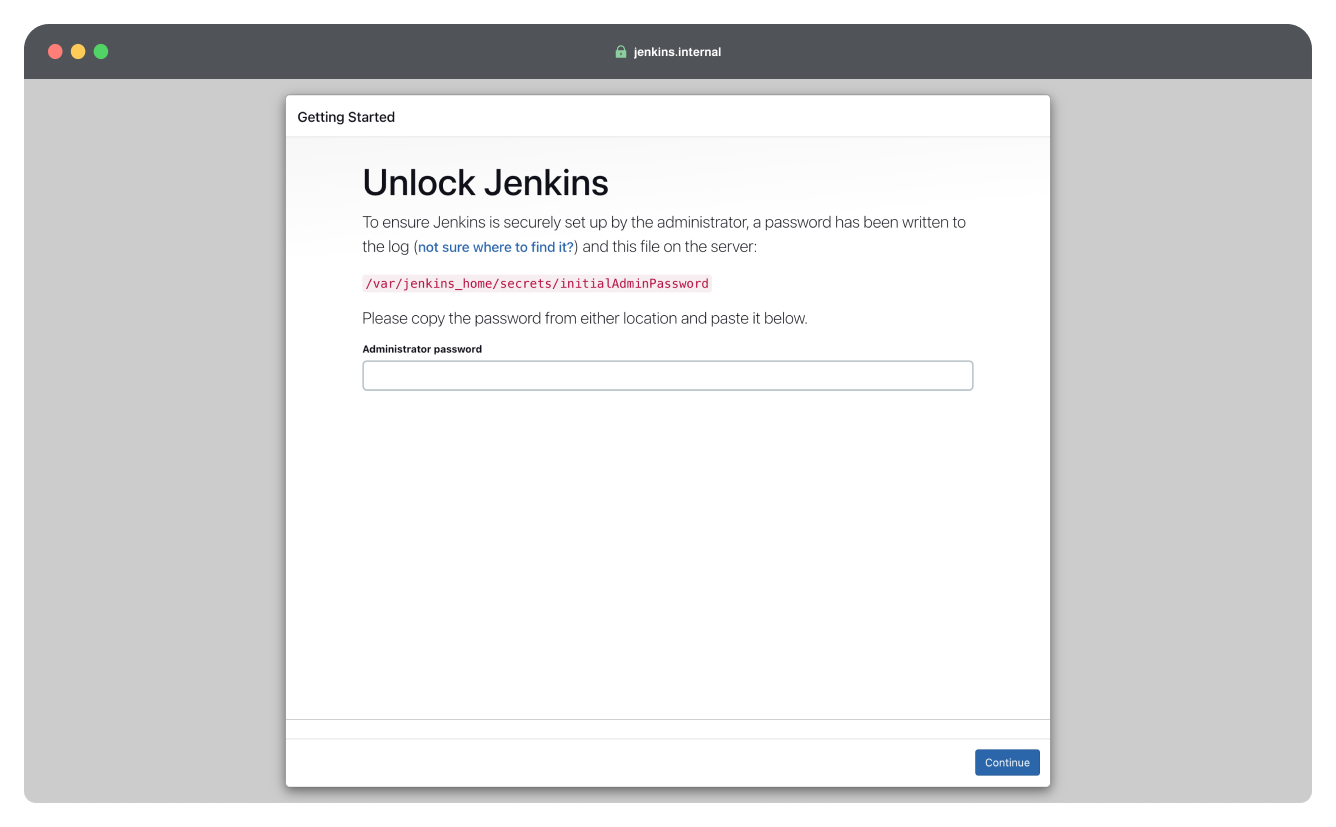 jenkins.internal
Getting Started
Unlock Jenkins
To ensure Jenkins is securely set up by the administrator, a password has been written to
the log (not sure where to find it?) and this file on the server:
/var/jenkins_home/secrets/initialAdminPassword
Please copy the password from either location and paste it below.
Administrator password
Continue